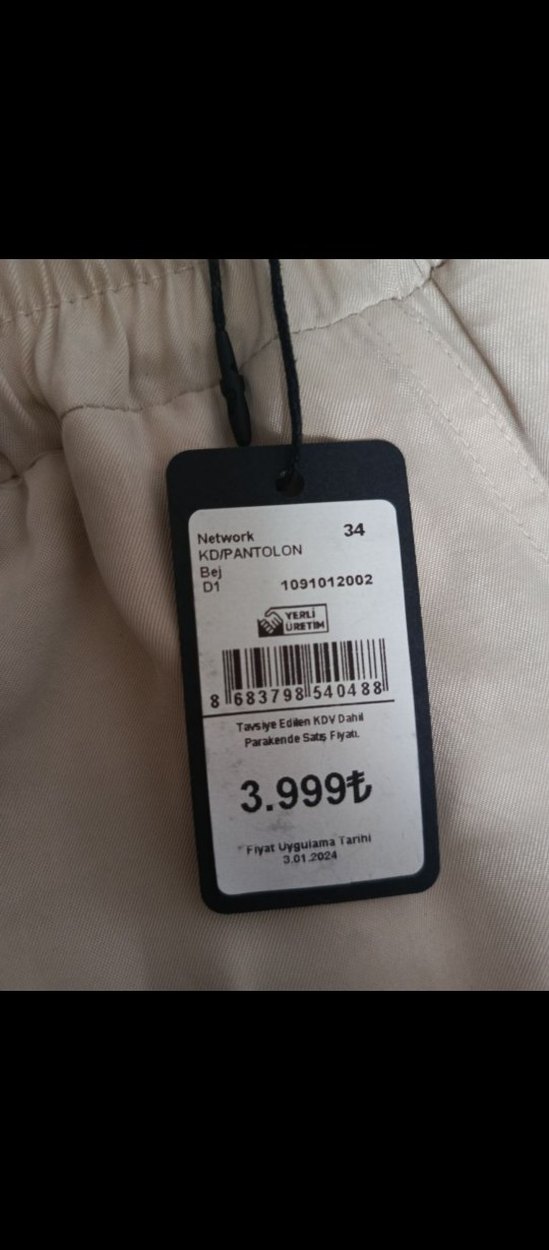 Network 34
KD/PANTOLON
Bej
D1 1091012002
YERLİ
ÜRETİM
8 683798 540488
Tavsiye Edilen KDV Dahil
Parakende Satış Fiyatı.
3.999₺
Fiyat Uygulama Tarihi
3.01.2024